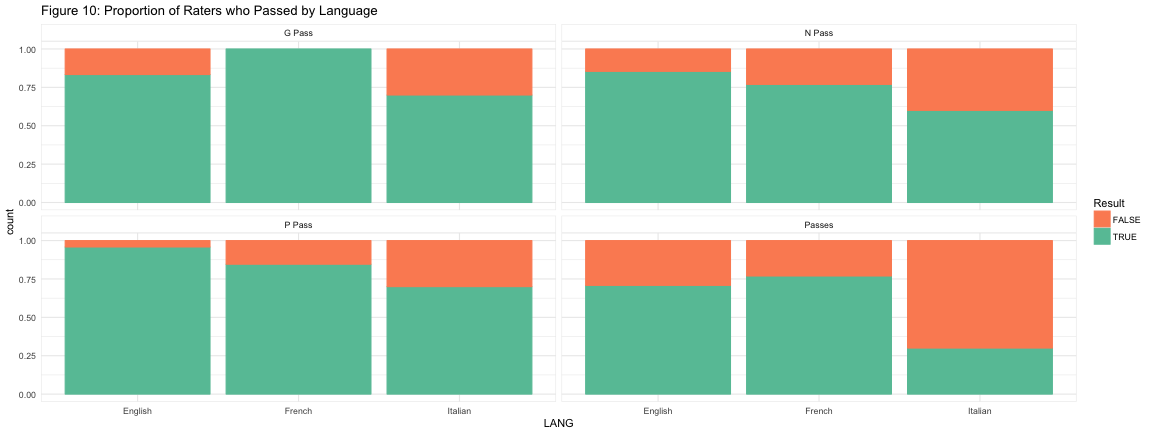 Figure 10: Proportion of Raters who Passed by Language
G Pass
N Pass
1.00
0.75
0.50
0.25
0.00
P Pass
Passes
1.00
0.75
0.50
0.25
0.00
count
English
French
Italian
English
French
Italian
LANG
Result
FALSE
TRUE